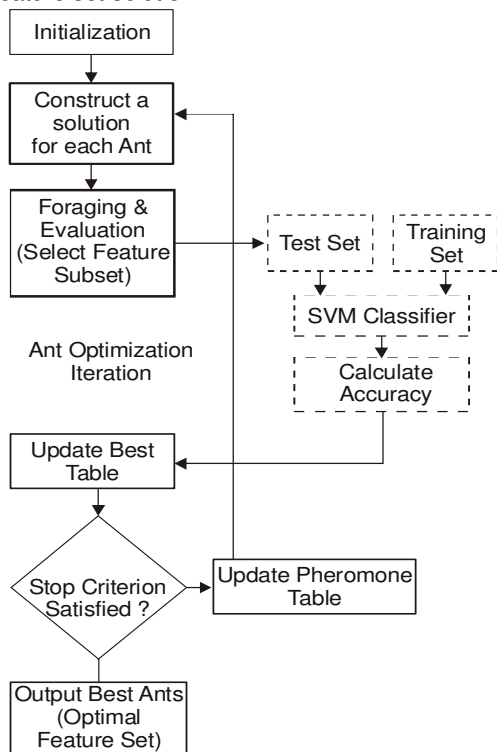 Initialization
Construct a
solution
for each Ant
Foraging &
Evaluation
(Select Feature
Subset)
Test Set
Training
Set
SVM Classifier
Calculate
Accuracy
Ant Optimization
Iteration
Update Best
Table
Stop Criterion
Satisfied ?
Update Pheromone
Table
Output Best Ants
(Optimal
Feature Set)